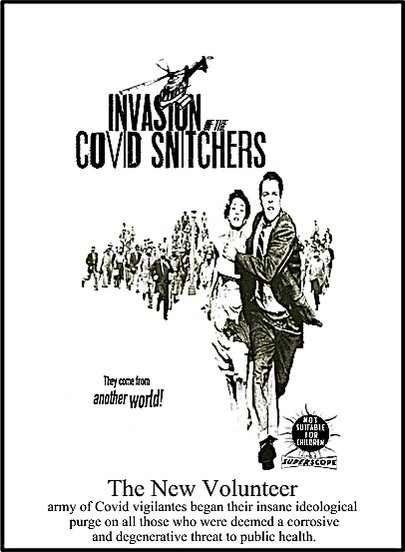 INVASION OF THE
COVID SNITCHERS
They come from
another world!
NOT
SUITABLE
FOR
CHILDREN
SUPERSCOPE
The New Volunteer
army of Covid vigilantes began their insane ideological
purge on all those who were deemed a corrosive
and degenerative threat to public health.